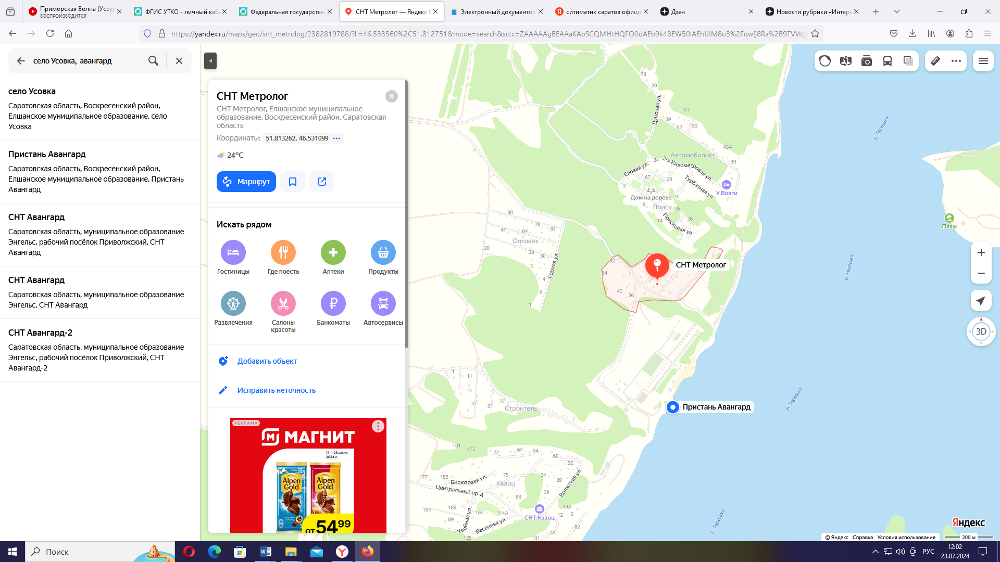 Приморская Волна (Уссур
ВОСПРОИЗВОДИТСЯ
ФГИС УТКО - личный каб
Федеральная государстве
СНТ Метролог — Яндекс К
Электронный документоо
ситиматик саратов офици
Дзен
Новости рубрики «Интере
https://yandex.ru/maps/geo/snt_metrolog/2382819788/?ll=46.533560%2C51.812751&mode=search&sctx=ZAAAAAgBEAAaKAoSCQMHtHQFO0dAEb9k48EW50lAEhIJIM8u3%2Fqwfj8Ra%2B9TVWg
село Усовка, авангард
село Усовка
Саратовская область, Воскресенский район,
Елшанское муниципальное образование, село
Усовка
Пристань Авангард
Саратовская область, Воскресенский район,
Елшанское муниципальное образование, Пристань
Авангард
СНТ Авангард
Саратовская область, муниципальное образование
Энгельс, рабочий посёлок Приволжский, СНТ
Авангард
СНТ Авангард
Саратовская область, муниципальное образование
Энгельс, СНТ Авангард
СНТ Авангард-2
Саратовская область, муниципальное образование
Энгельс, рабочий посёлок Приволжский, СНТ
Авангард-2
СНТ Метролог
СНТ Метролог, Елшанское муниципальное
образование, Воскресенский район, Саратовская
область
Координаты: 51.813262, 46.531099 •••
24°C
Маршрут
Искать рядом
Гостиницы
Где поесть
Аптеки
Продукты
Развлечения
Салоны
красоты
Банкоматы
Автосервисы
Добавить объект
Исправить неточность
РЕКЛАМА
МАГНИТ
17 – 23 июля
2024 г.
Alpen
Gold
Alpen
Gold
от 54 99
73
70
Дубовая ул.
61
59
57
53
43А
Автомобилист
34
2-я Километровая ул.
39
Еловая ул.
67
25
Турбазная ул.
2
У Волги
1
Дом на дереве
16
8
Поиск
36
14
26
Поисковая ул.
р. Терешка
Пляж
90
78
81
47
64
Оптовик
20
28
30
9
Горная ул.
4
3
1
52
54
СНТ Метролог
40
36
1
р. Терешка
1
11
14
15
31
27
Строитель
Пристань Авангард
р. Терешка
181
173
72
67
64
60
52
177
153
75
34
39
Бирюзовая ул.
Кварц
Волжская ул.
Центральный пр-д
25
88
184
189
102
114А
10А
12
6
СНТ Кварц
89
Хвойная ул.
Весенняя ул.
125
131
2А
82
р. Терешка
3D
Яндекс
© Яндекс Справка Условия использования
200 м
Поиск
РУС
12:02
23.07.2024